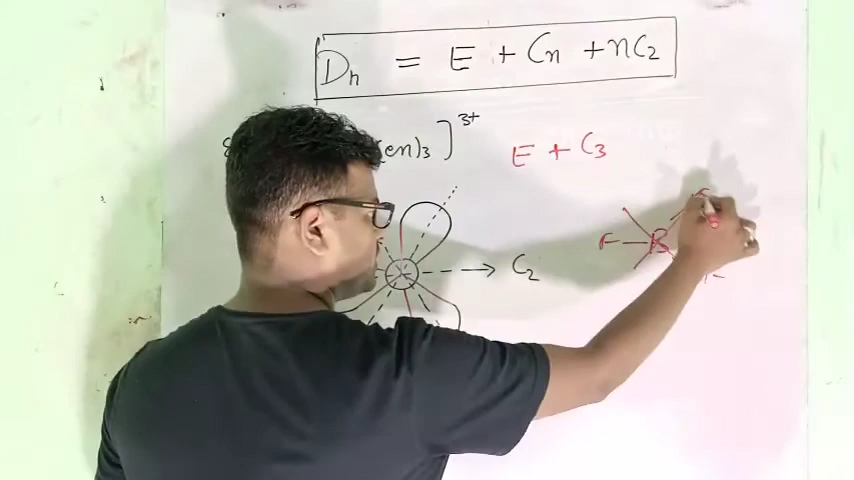 Dn = E + Cn + nC2
(en)3]3+
E + C3
C2
F B F
F